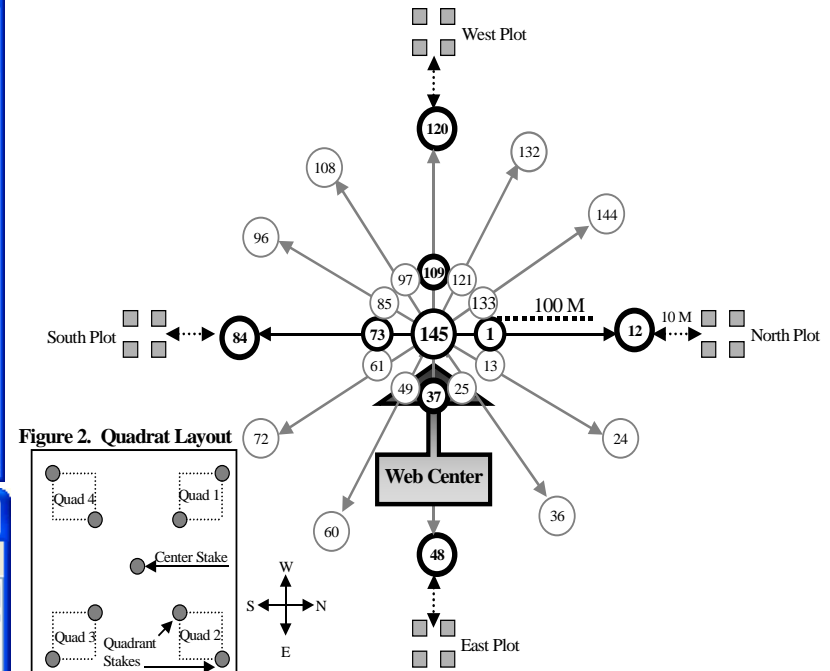 West Plot
120
132
108
144
96
109
97
121
85
133
100 M
South Plot
84
73
145
1
12
10 M
North Plot
61
13
49
37
25
72
24
Figure 2. Quadrat Layout
Web Center
Quad 4
Quad 1
36
60
48
Center Stake
W
S
N
E
Quad 3
Quadrant
Stakes
Quad 2
East Plot